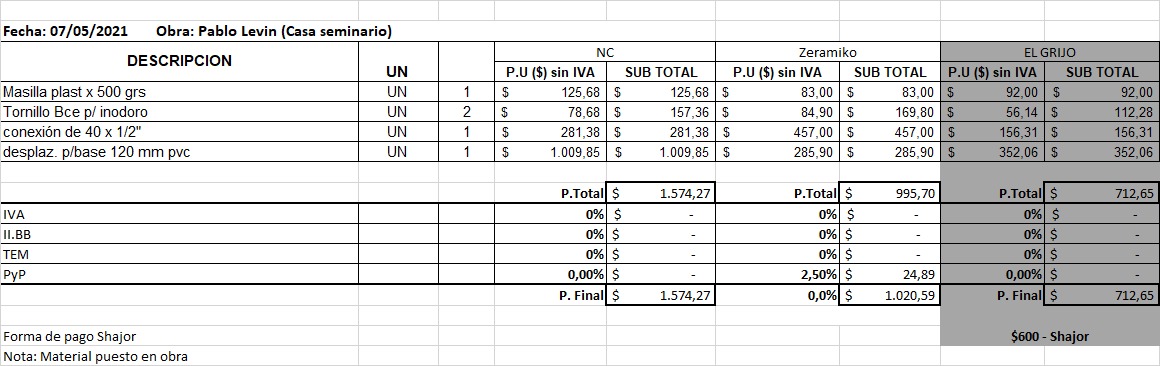 Fecha: 07/05/2021 Obra: Pablo Levin (Casa seminario)
DESCRIPCION UN NC Zeramiko EL GRIJO
P.U ($) sin IVA SUB TOTAL P.U ($) sin IVA SUB TOTAL P.U ($) sin IVA SUB TOTAL
Masilla plast x 500 grs UN 1 $ 125,68 $ 125,68 $ 83,00 $ 83,00 $ 92,00 $ 92,00
Tornillo Bce p/ inodoro UN 2 $ 78,68 $ 157,36 $ 84,90 $ 169,80 $ 56,14 $ 112,28
conexión de 40 x 1/2" UN 1 $ 281,38 $ 281,38 $ 457,00 $ 457,00 $ 156,31 $ 156,31
desplaz. p/base 120 mm pvc UN 1 $ 1.009,85 $ 1.009,85 $ 285,90 $ 285,90 $ 352,06 $ 352,06
P.Total $ 1.574,27 P.Total $ 995,70 P.Total $ 712,65
IVA 0% $ - 0% $ - 0% $ -
II.BB 0% $ - 0% $ - 0% $ -
TEM 0% $ - 0% $ - 0% $ -
PyP 0,00% $ - 2,50% $ 24,89 0,00% $ -
P. Final $ 1.574,27 0,0% $ 1.020,59 P. Final $ 712,65
Forma de pago Shajor $600 - Shajor
Nota: Material puesto en obra